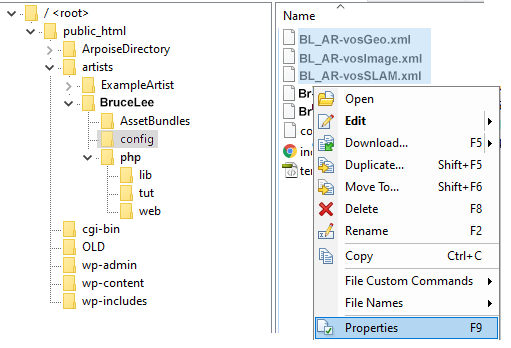 / <root>
public_html
ArpoiseDirectory
artists
ExampleArtist
BruceLee
AssetBundles
config
php
lib
tut
web
cgi-bin
OLD
wp-admin
wp-content
wp-includes
Name
BL_AR-vosGeo.xml
BL_AR-vosImage.xml
BL_AR-vosSLAM.xml
Br
Br
co
in
ter
Open
Edit
Download... F5
Duplicate... Shift+F5
Move To... Shift+F6
Delete F8
Rename F2
Copy Ctrl+C
File Custom Commands
File Names
Properties F9